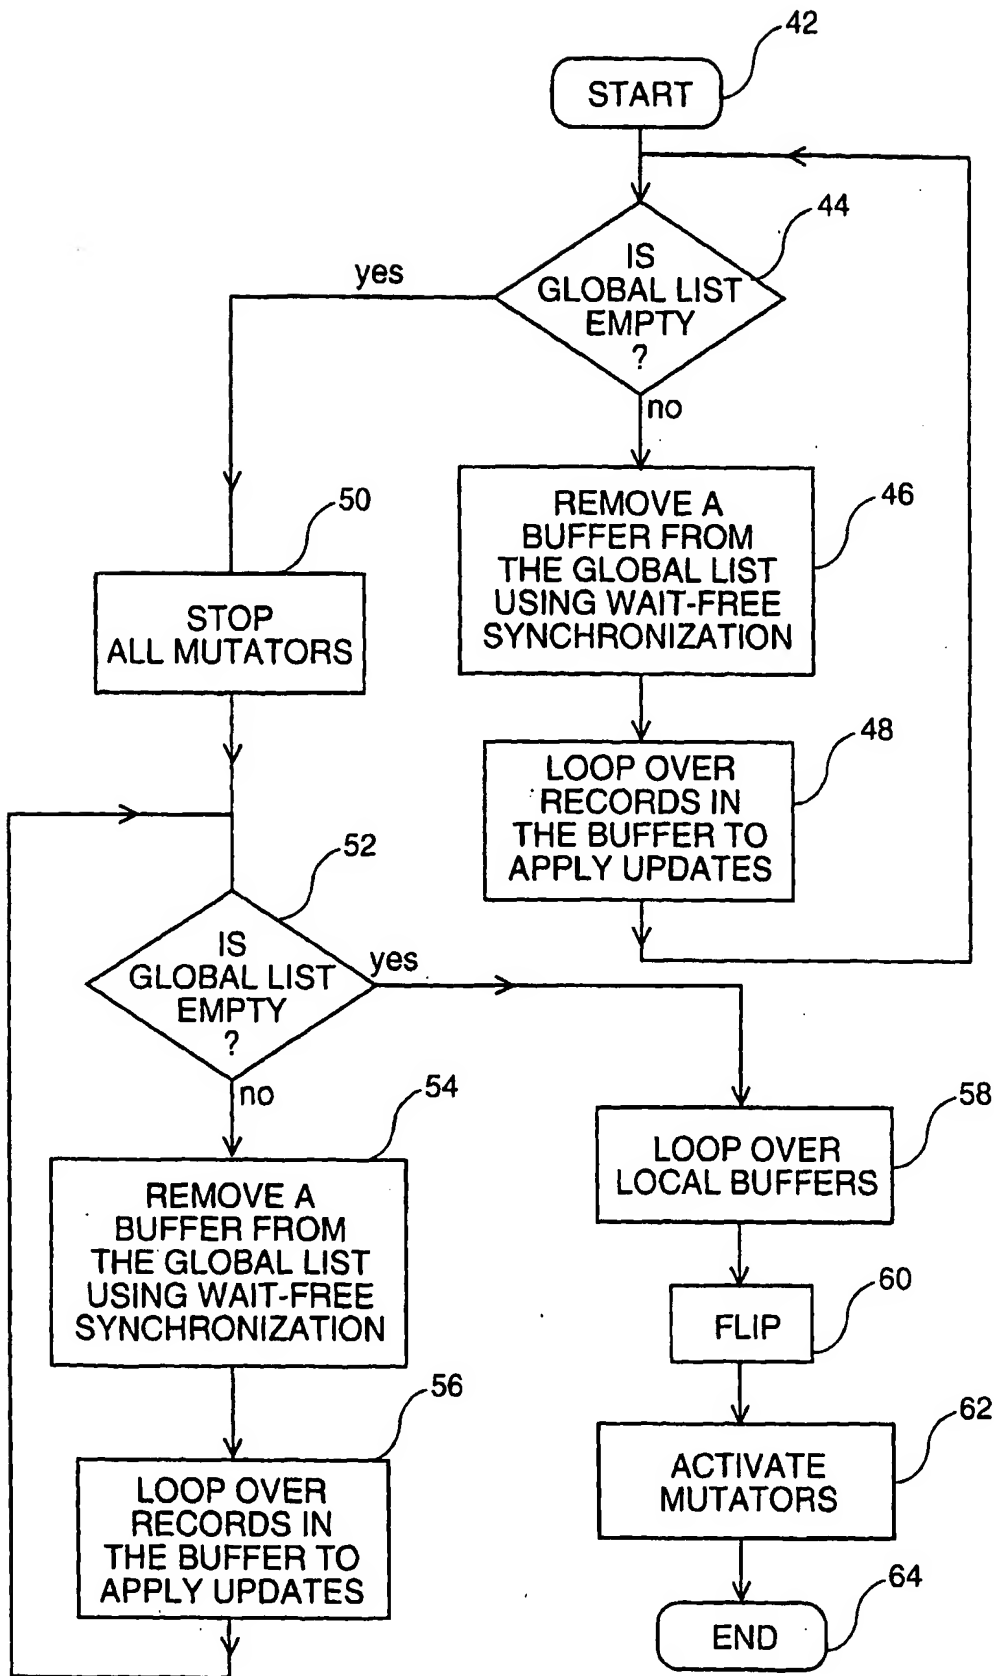 42
START
44
IS
GLOBAL LIST
EMPTY
?
yes
no
46
REMOVE A
BUFFER FROM
THE GLOBAL LIST
USING WAIT-FREE
SYNCHRONIZATION
50
STOP
ALL MUTATORS
48
LOOP OVER
RECORDS IN
THE BUFFER TO
APPLY UPDATES
52
IS
GLOBAL LIST
EMPTY
?
yes
no
54
REMOVE A
BUFFER FROM
THE GLOBAL LIST
USING WAIT-FREE
SYNCHRONIZATION
56
LOOP OVER
RECORDS IN
THE BUFFER TO
APPLY UPDATES
58
LOOP OVER
LOCAL BUFFERS
60
FLIP
62
ACTIVATE
MUTATORS
64
END